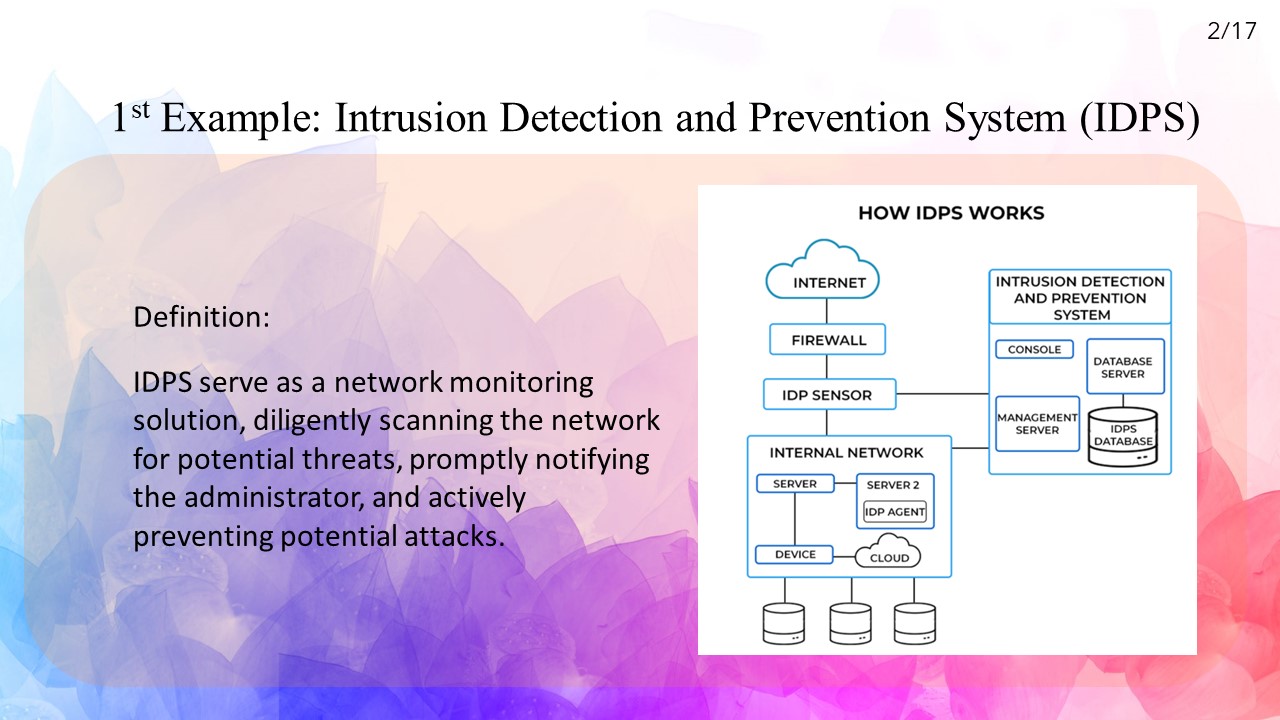 2/17
1st Example: Intrusion Detection and Prevention System (IDPS)
Definition:
IDPS serve as a network monitoring
solution, diligently scanning the network
for potential threats, promptly notifying
the administrator, and actively
preventing potential attacks.
HOW IDPS WORKS
INTERNET
FIREWALL
IDP SENSOR
INTERNAL NETWORK
SERVER
SERVER 2
IDP AGENT
DEVICE
CLOUD
INTRUSION DETECTION
AND PREVENTION
SYSTEM
CONSOLE
DATABASE
SERVER
MANAGEMENT
SERVER
IDPS
DATABASE